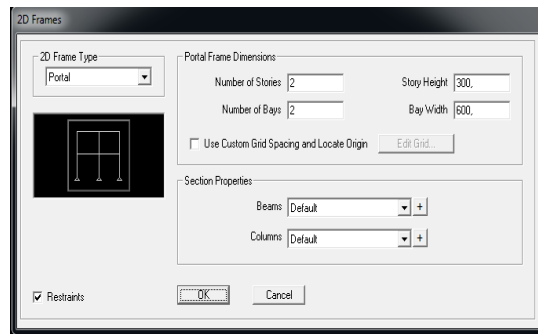 2D Frames
2D Frame Type
Portal
Portal Frame Dimensions
Number of Stories 2
Story Height 300,
Number of Bays 2
Bay Width 600,
Use Custom Grid Spacing and Locate Origin
Edit Grid...
Section Properties
Beams Default +
Columns Default +
Restraints
OK
Cancel